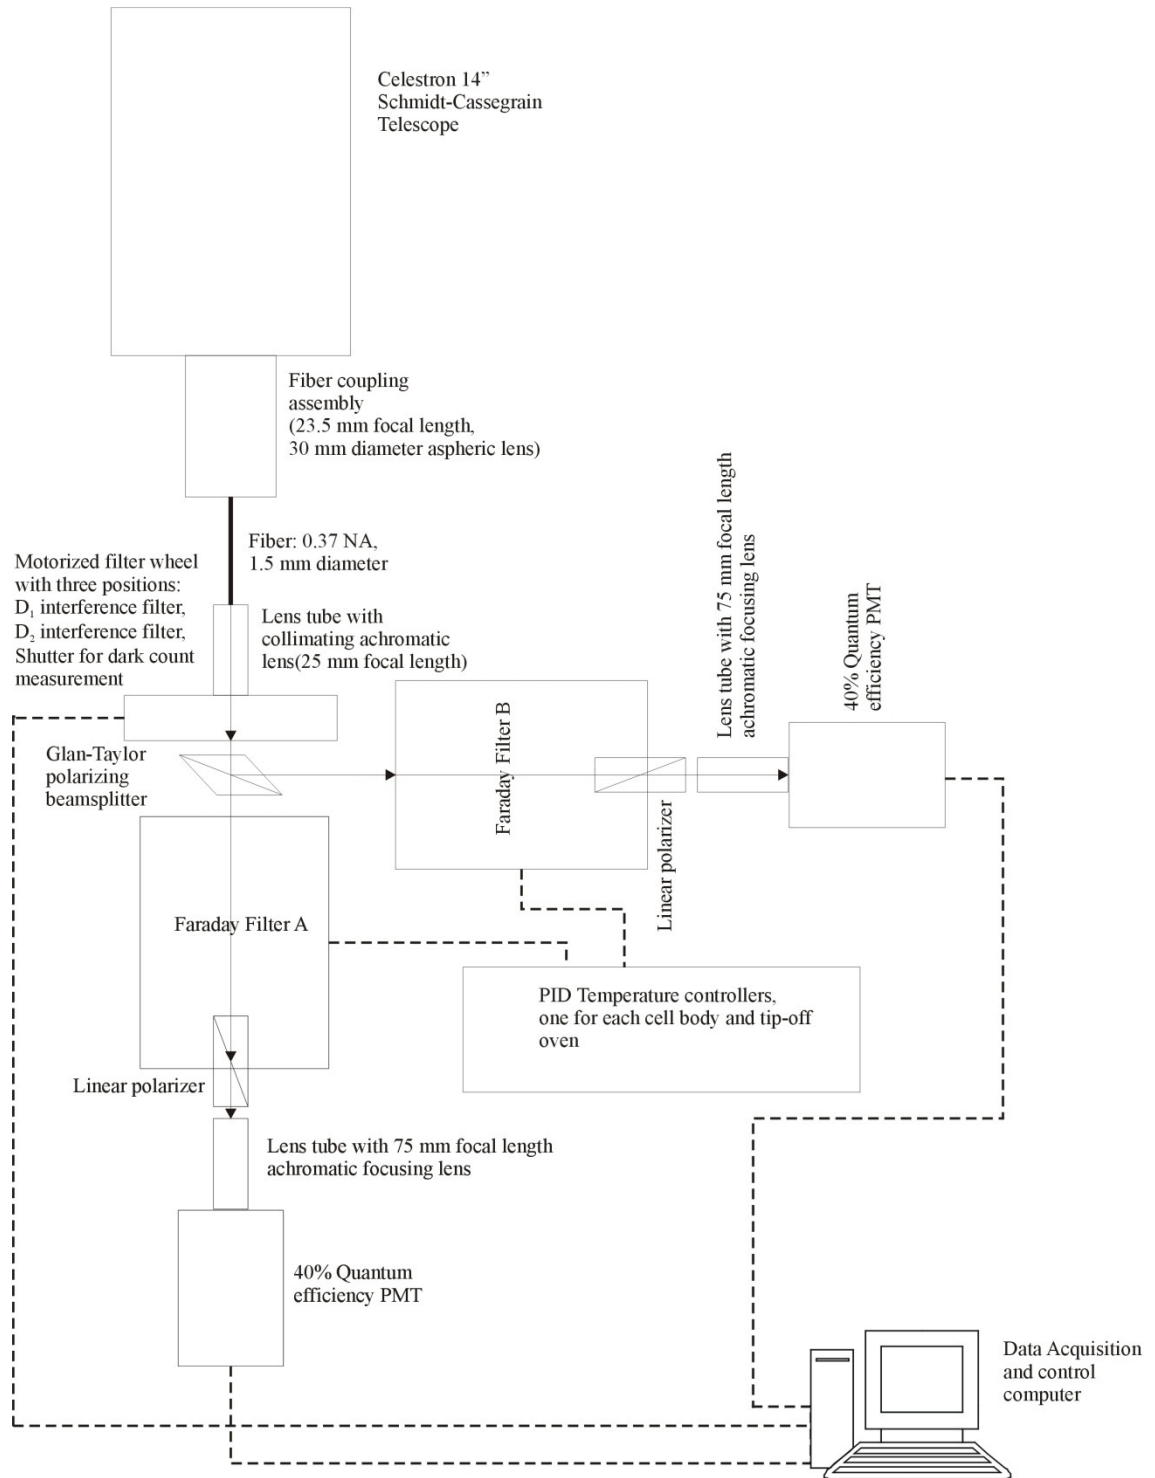 Celestron 14”
Schmidt-Cassegrain
Telescope
Fiber coupling
assembly
(23.5 mm focal length,
30 mm diameter aspheric lens)
Fiber: 0.37 NA,
1.5 mm diameter
Motorized filter wheel
with three positions:
D₁ interference filter,
D₂ interference filter,
Shutter for dark count
measurement
Lens tube with
collimating achromatic
lens(25 mm focal length)
Lens tube with 75 mm focal length
achromatic focusing lens
40% Quantum
efficiency PMT
Glan-Taylor
polarizing
beamsplitter
Faraday Filter B
Linear polarizer
Faraday Filter A
PID Temperature controllers,
one for each cell body and tip-off
oven
Linear polarizer
Lens tube with 75 mm focal length
achromatic focusing lens
40% Quantum
efficiency PMT
Data Acquisition
and control
computer